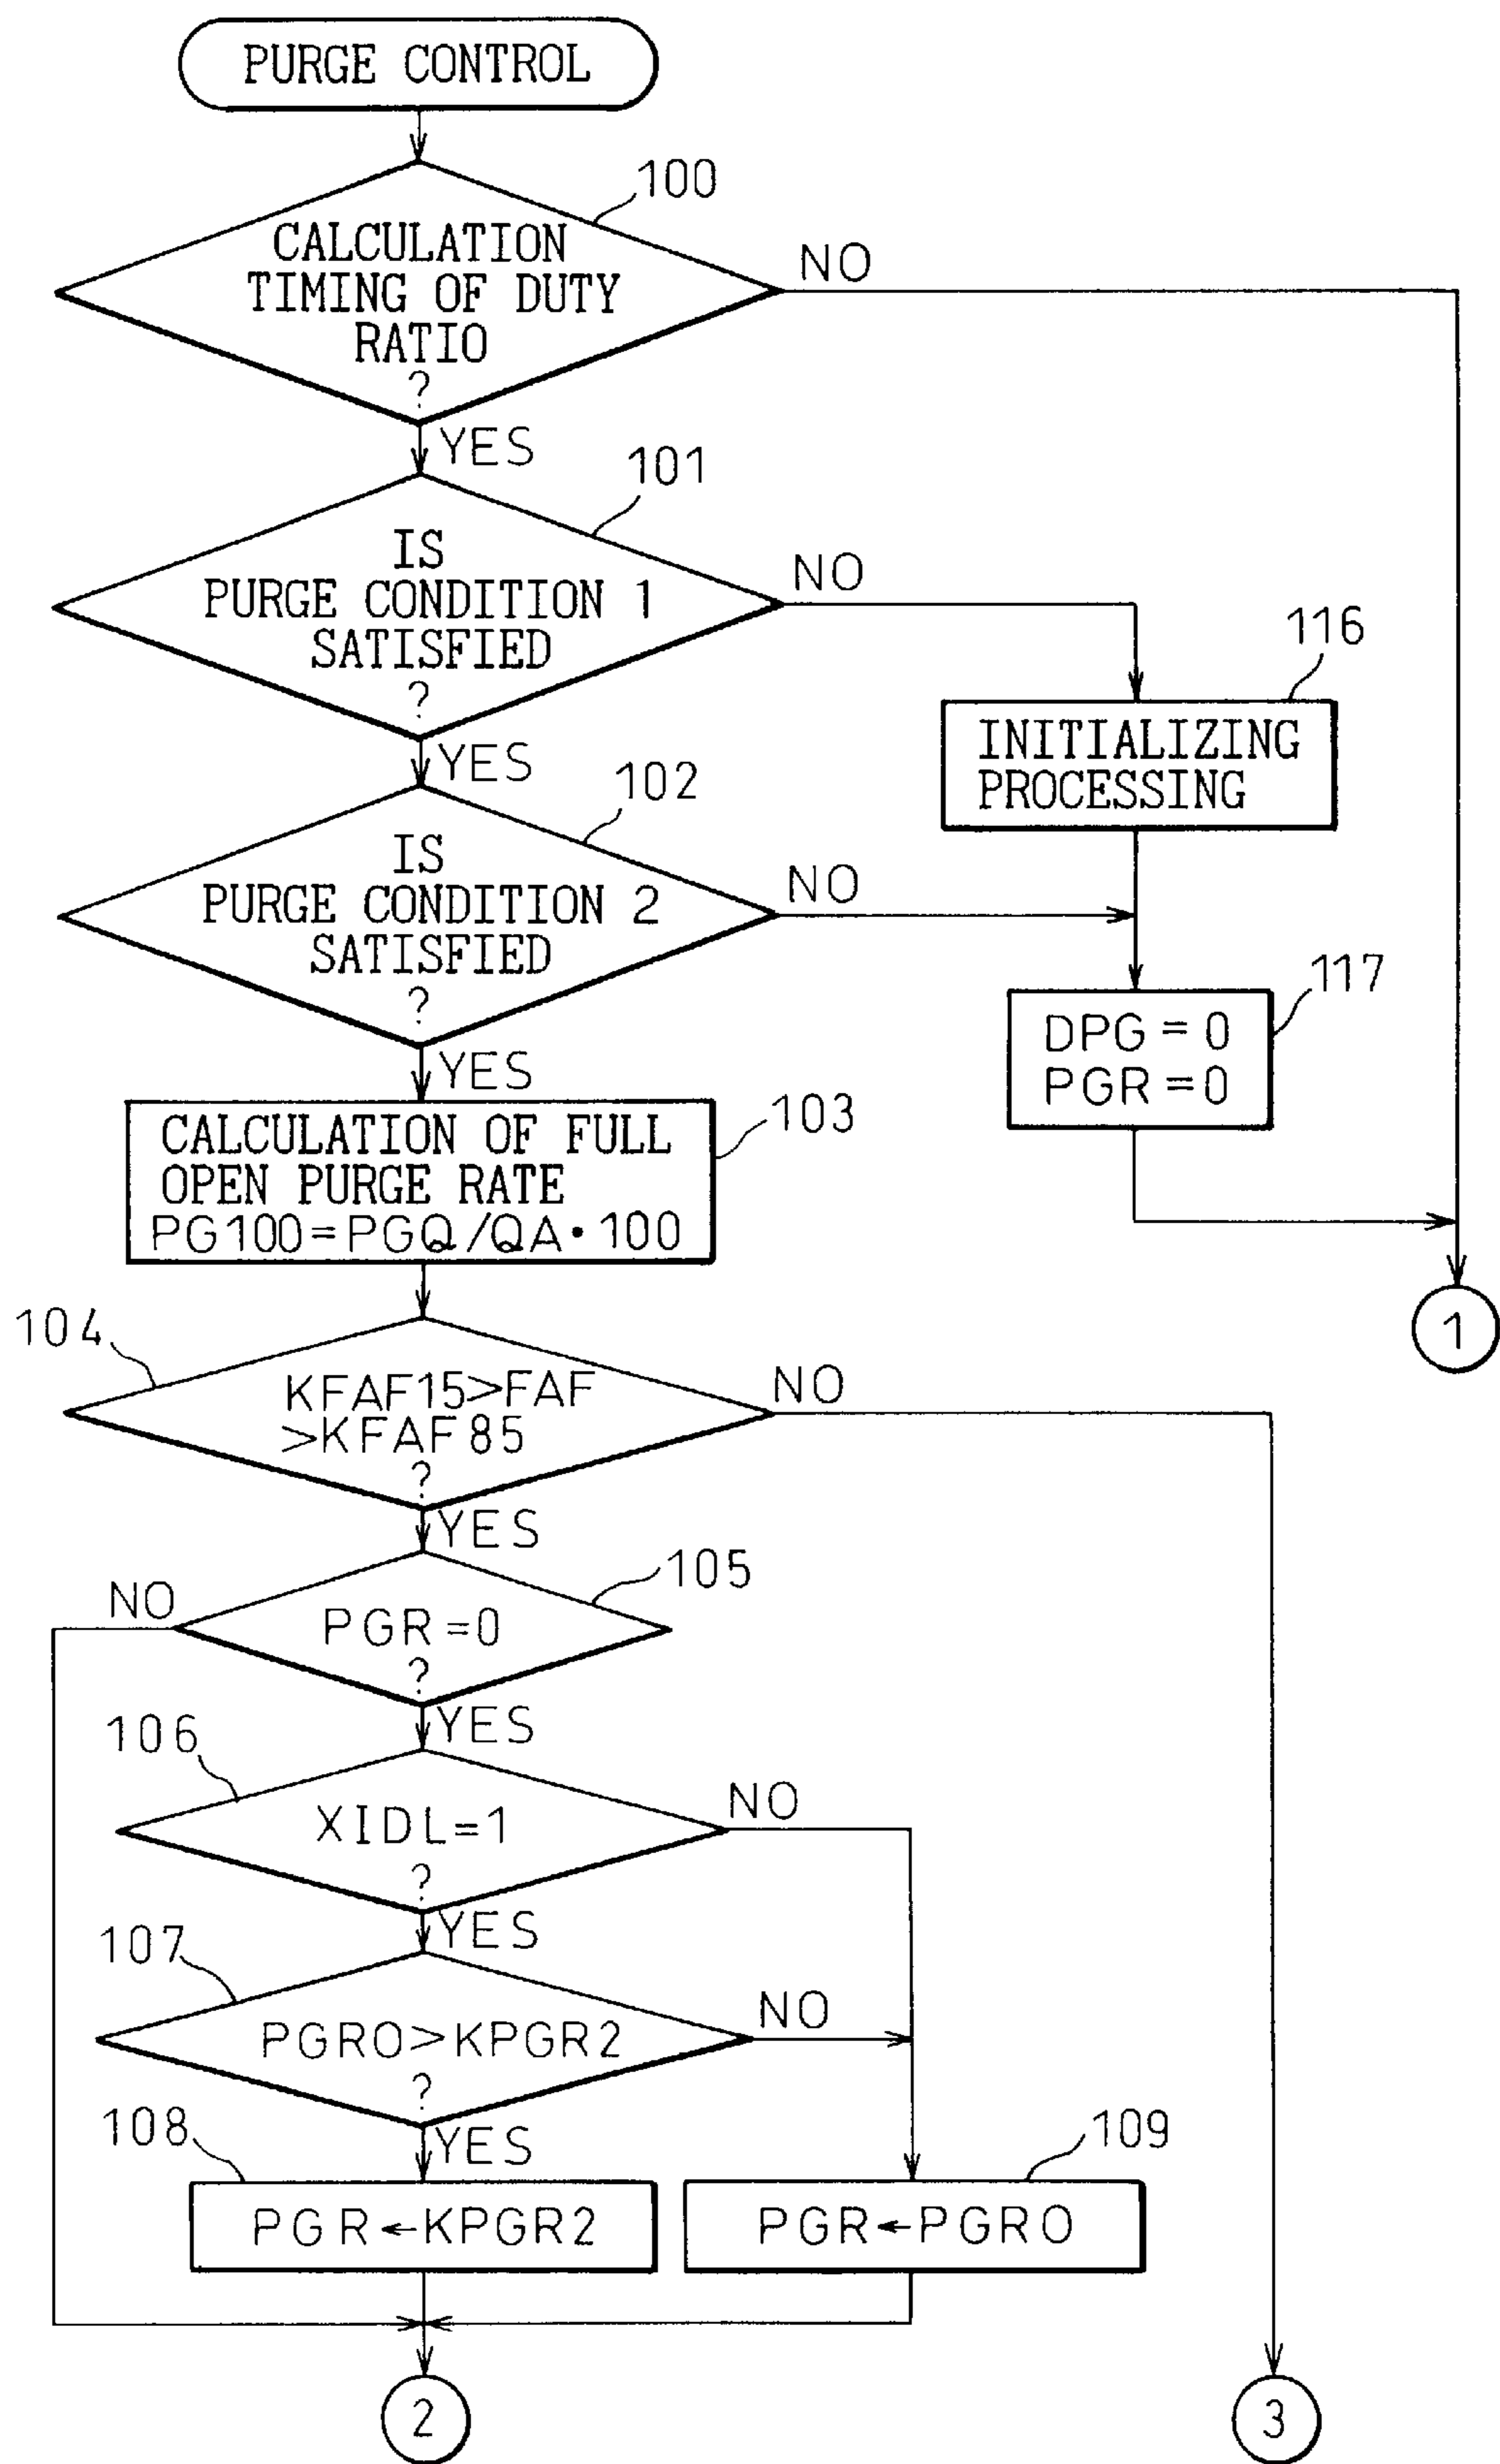 PURGE CONTROL
100
CALCULATION
TIMING OF DUTY
RATIO
?
NO
YES
101
IS
PURGE CONDITION 1
SATISFIED
?
NO
116
INITIALIZING
PROCESSING
YES
102
IS
PURGE CONDITION 2
SATISFIED
?
NO
117
DPG = 0
PGR = 0
YES
103
CALCULATION OF FULL
OPEN PURGE RATE
PG100=PGQ/QA・100
1
104
KFAF15>FAF
>KFAF85
?
NO
YES
105
NO
PGR=0
?
YES
106
XIDL=1
?
NO
YES
107
PGRO>KPGR2
?
NO
YES
108
PGR←KPGR2
109
PGR←PGRO
2
3